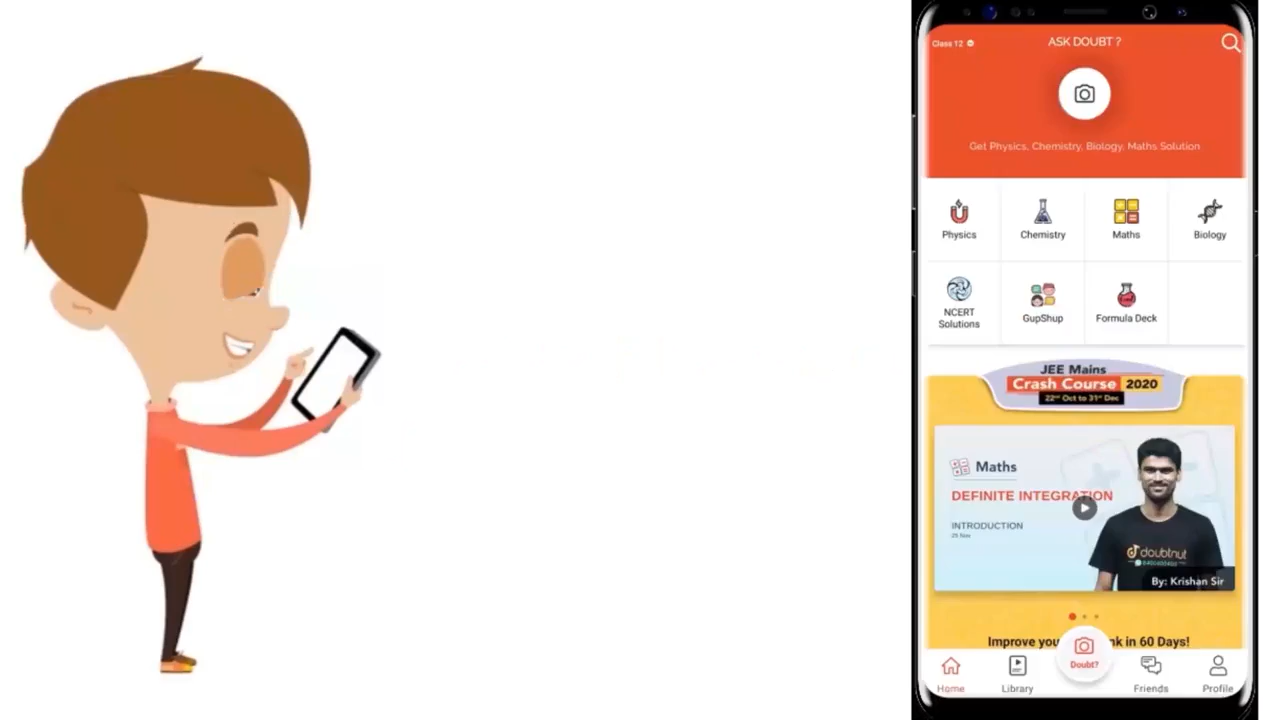 Class 12
ASK DOUBT ?
Get Physics, Chemistry, Biology, Maths Solution
Physics
Chemistry
Maths
Biology
NCERT
Solutions
GupShup
Formula Deck
JEE Mains
Crash Course 2020
22nd Oct to 31st Dec
Maths
DEFINITE INTEGRATION
INTRODUCTION
doubtnut
By: Krishan Sir
in 60 Days!
Doubt?
Home
Library
Friends
Profile